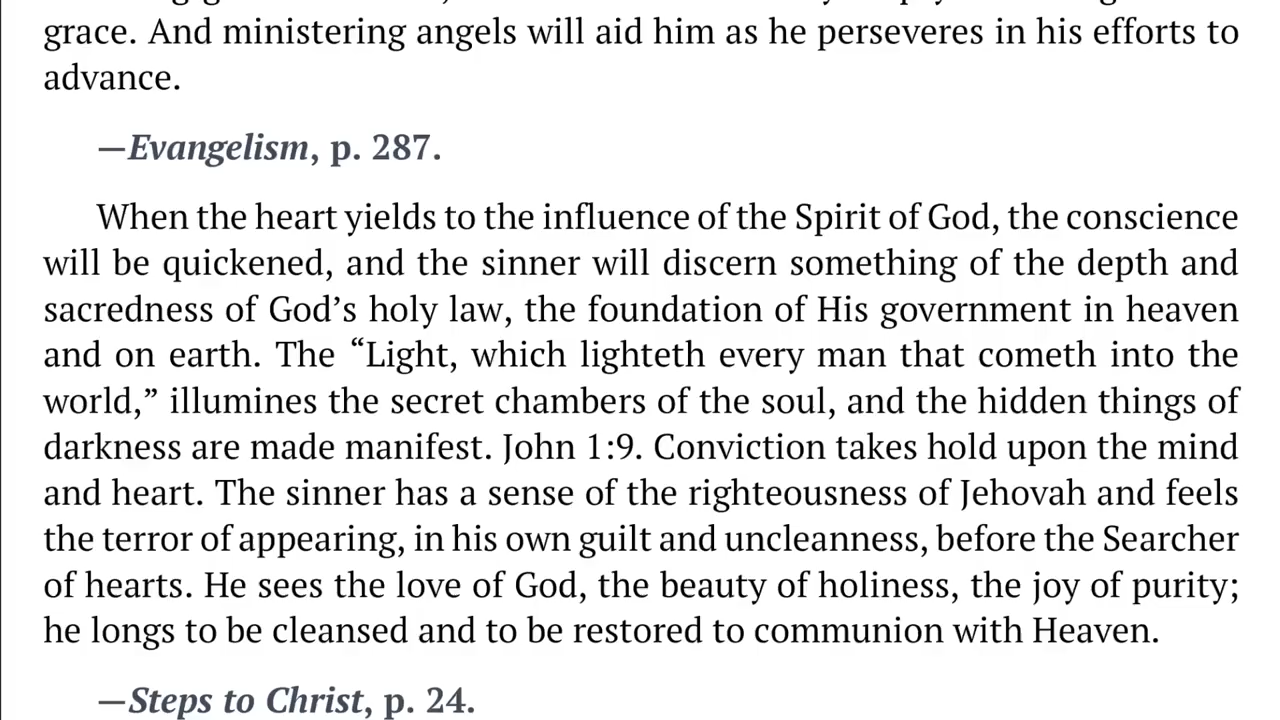 grace. And ministering angels will aid him as he perseveres in his efforts to
advance.
—Evangelism, p. 287.
When the heart yields to the influence of the Spirit of God, the conscience
will be quickened, and the sinner will discern something of the depth and
sacredness of God’s holy law, the foundation of His government in heaven
and on earth. The “Light, which lighteth every man that cometh into the
world,” illumines the secret chambers of the soul, and the hidden things of
darkness are made manifest. John 1:9. Conviction takes hold upon the mind
and heart. The sinner has a sense of the righteousness of Jehovah and feels
the terror of appearing, in his own guilt and uncleanness, before the Searcher
of hearts. He sees the love of God, the beauty of holiness, the joy of purity;
he longs to be cleansed and to be restored to communion with Heaven.
—Steps to Christ, p. 24.